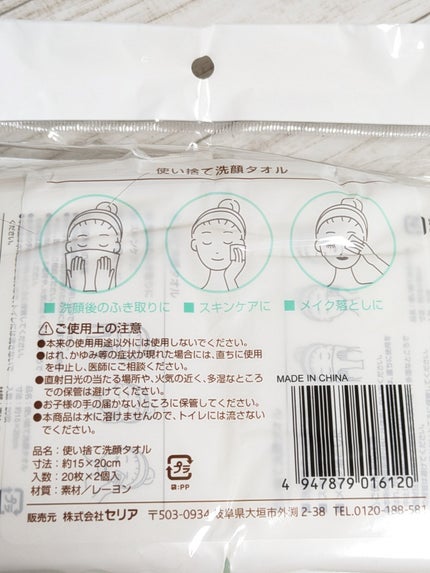 使い捨て洗顔タオル
■洗顔後のふき取りに ■スキンケアに ■メイク落としに
⚠ご使用上の注意
●本来の使用用途以外には使用しないでください。
●はれ、かゆみ等の症状が現れた場合には、直ちに使用
を中止し、医師にご相談ください。
●直射日光の当たる場所や、火気の近く、多湿なところ
での保管は避けてください。
●お子様の手の届かないところに保管してください。
●本商品は水に溶けませんので、トイレには流さない
でください。
MADE IN CHINA
品名:使い捨て洗顔タオル
寸法:約15×20cm
入数:20枚×2個入
材質:素材/レーヨン
プラ
袋:PP
4 947879 016120
販売元 株式会社セリア 〒503-0934 岐阜県大垣市外渕 2-38 TEL.0120-188-581